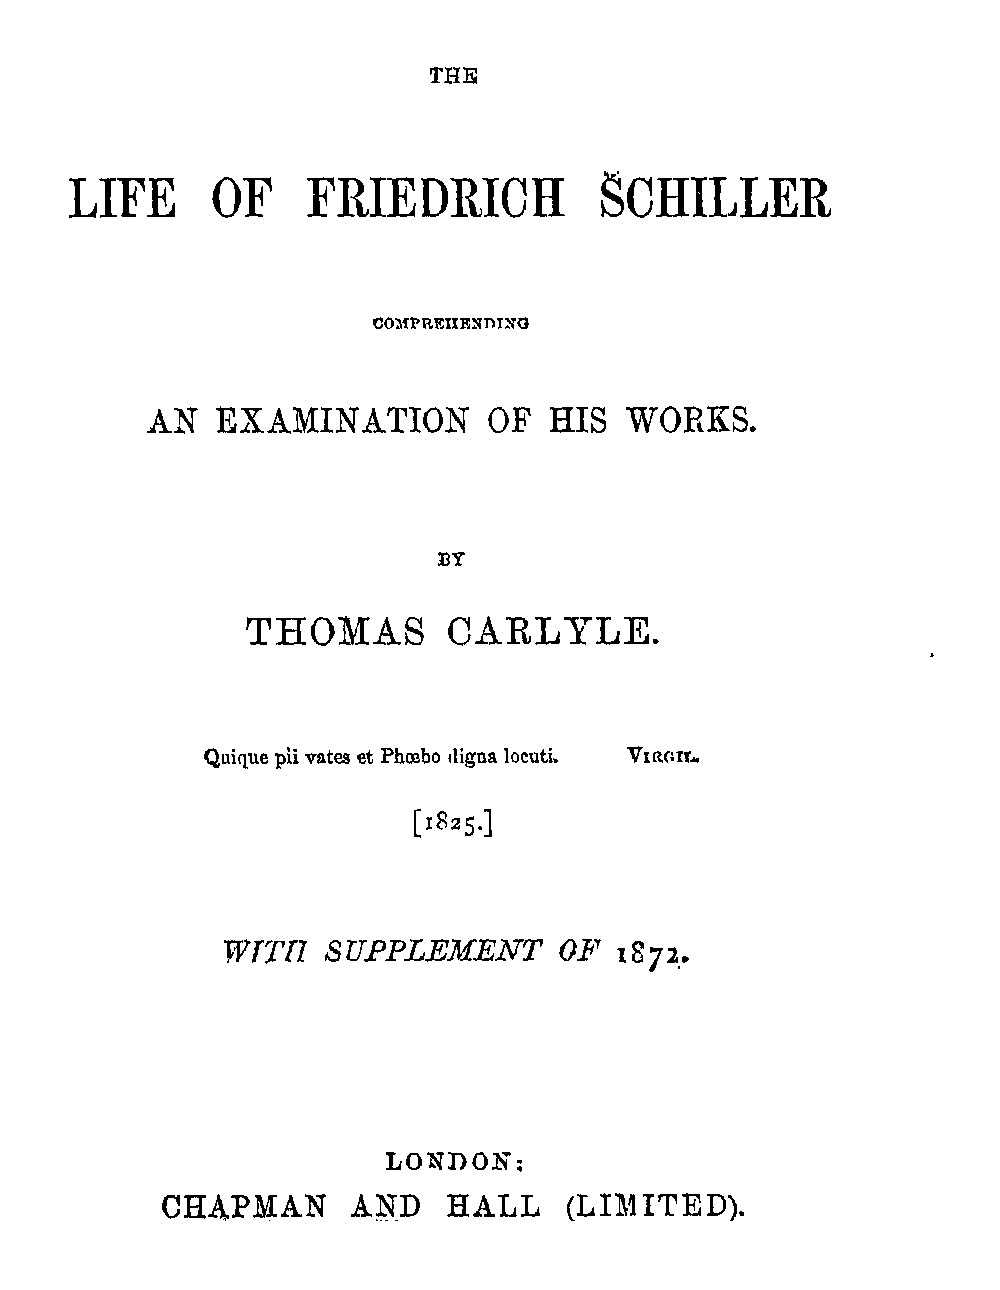 THE
LIFE OF FRIEDRICH SCHILLER
COMPREHENDING
AN EXAMINATION OF HIS WORKS.
BY
THOMAS CARLYLE.
Quique pii vates et Phœbo digna locuti. VIRGIL.
[1825.]
WITH SUPPLEMENT OF 1872.
LONDON:
CHAPMAN AND HALL (LIMITED).